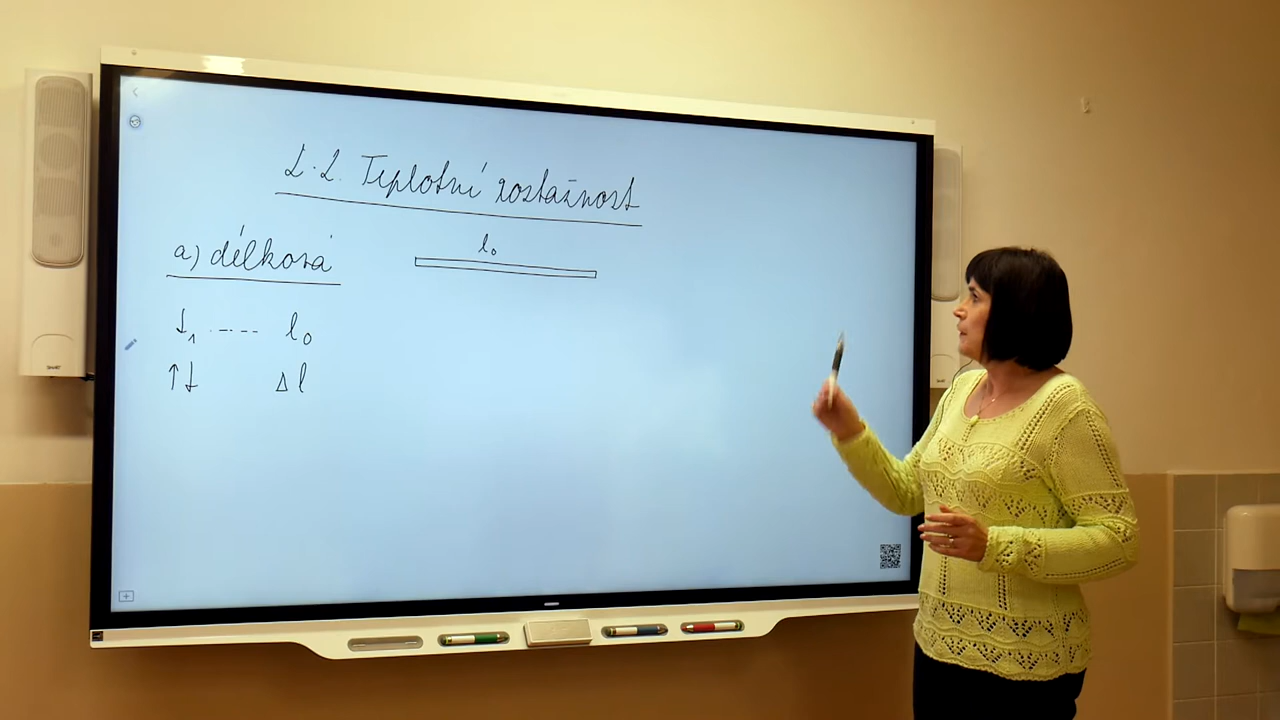 2.2. Teplotní roztažnost
a) délková
l₀
t₁ ----- l₀
↑t Δl